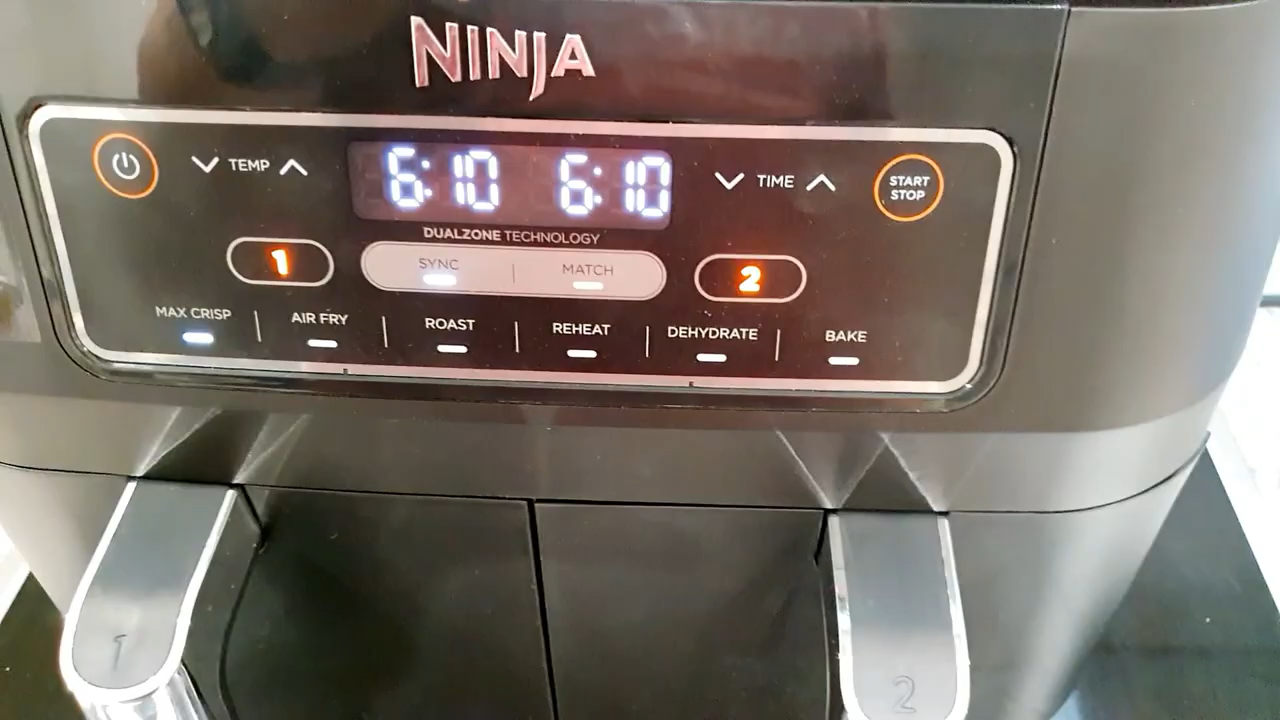 NINJA
TEMP 6:10 6:10 TIME START STOP
DUALZONE TECHNOLOGY
1 SYNC MATCH 2
MAX CRISP AIR FRY ROAST REHEAT DEHYDRATE BAKE
1 2